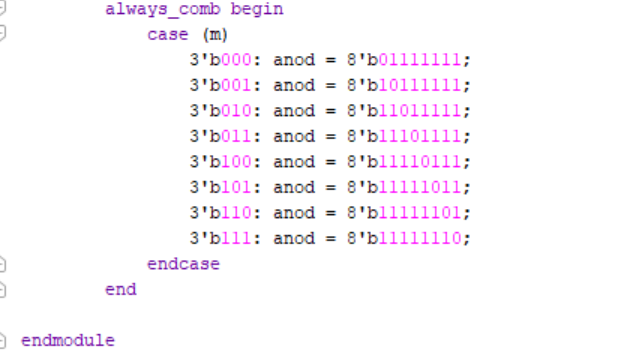 always_comb begin
case (m)
3'b000: anod = 8'b01111111;
3'b001: anod = 8'b10111111;
3'b010: anod = 8'b11011111;
3'b011: anod = 8'b11101111;
3'b100: anod = 8'b11110111;
3'b101: anod = 8'b11111011;
3'b110: anod = 8'b11111101;
3'b111: anod = 8'b11111110;
endcase
end
endmodule